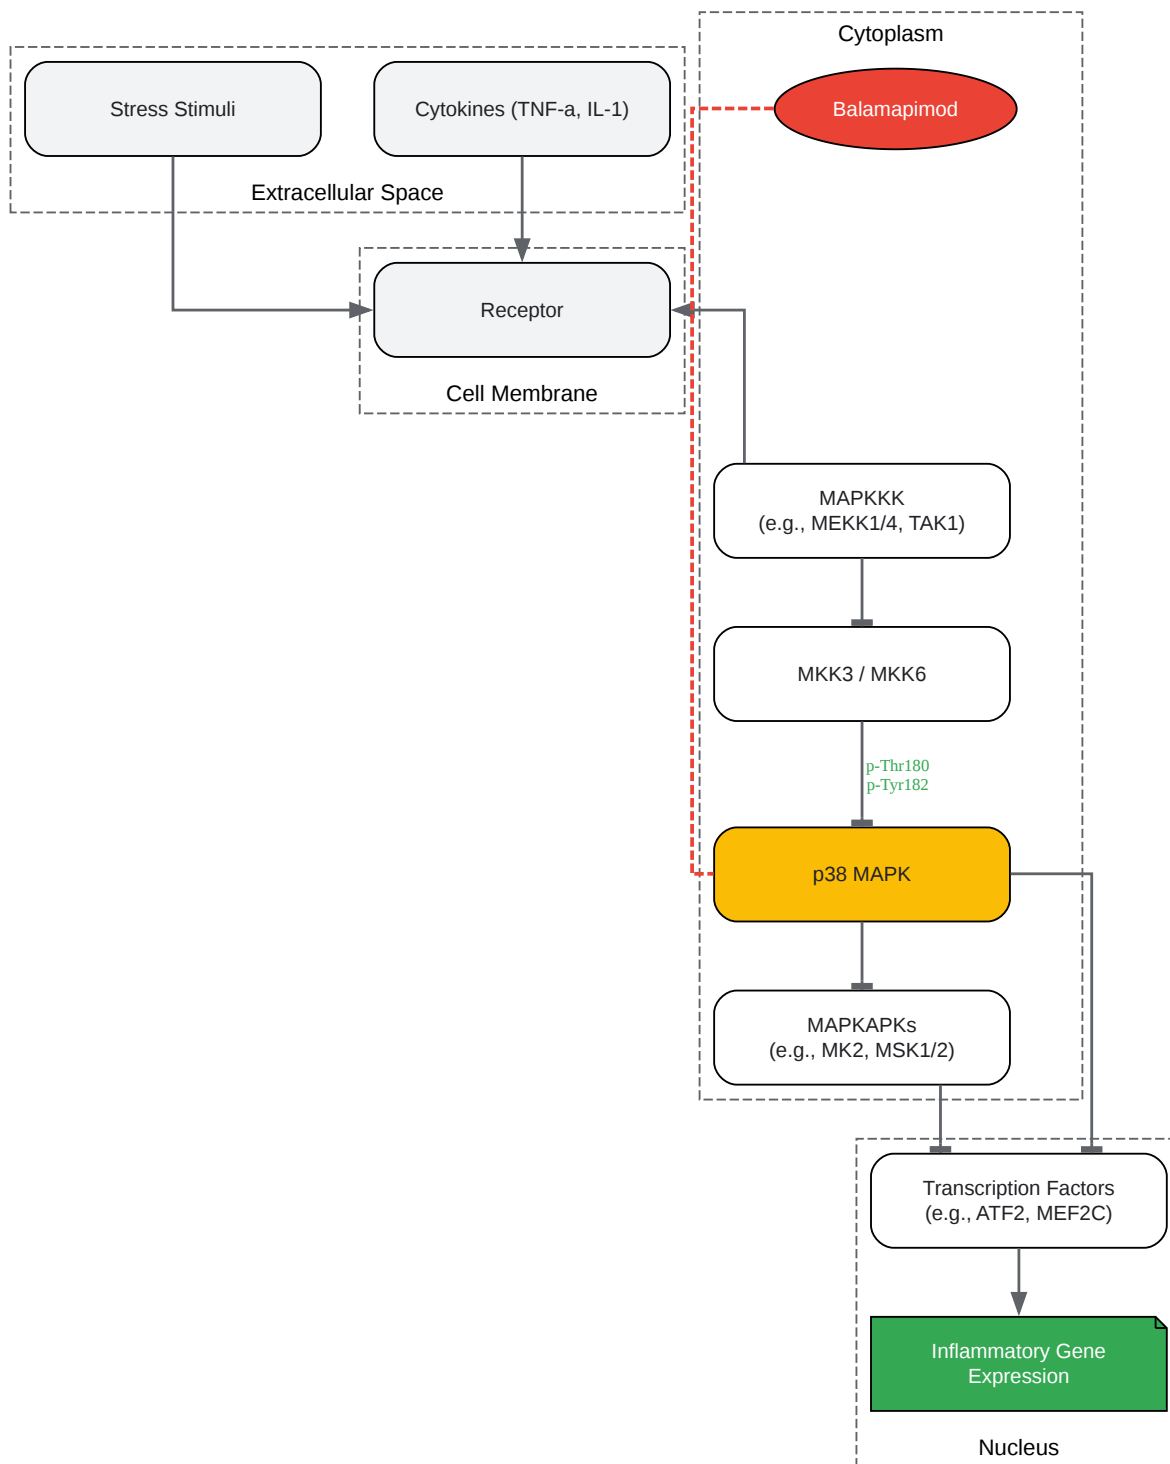 Cytoplasm
Stress Stimuli
Cytokines (TNF-a, IL-1)
Balamapimod
Extracellular Space
Receptor
Cell Membrane
MAPKKK
(e.g., MEKK1/4, TAK1)
MKK3 / MKK6
p-Thr180
p-Tyr182
p38 MAPK
MAPKAPKs
(e.g., MK2, MSK1/2)
Transcription Factors
(e.g., ATF2, MEF2C)
Inflammatory Gene
Expression
Nucleus